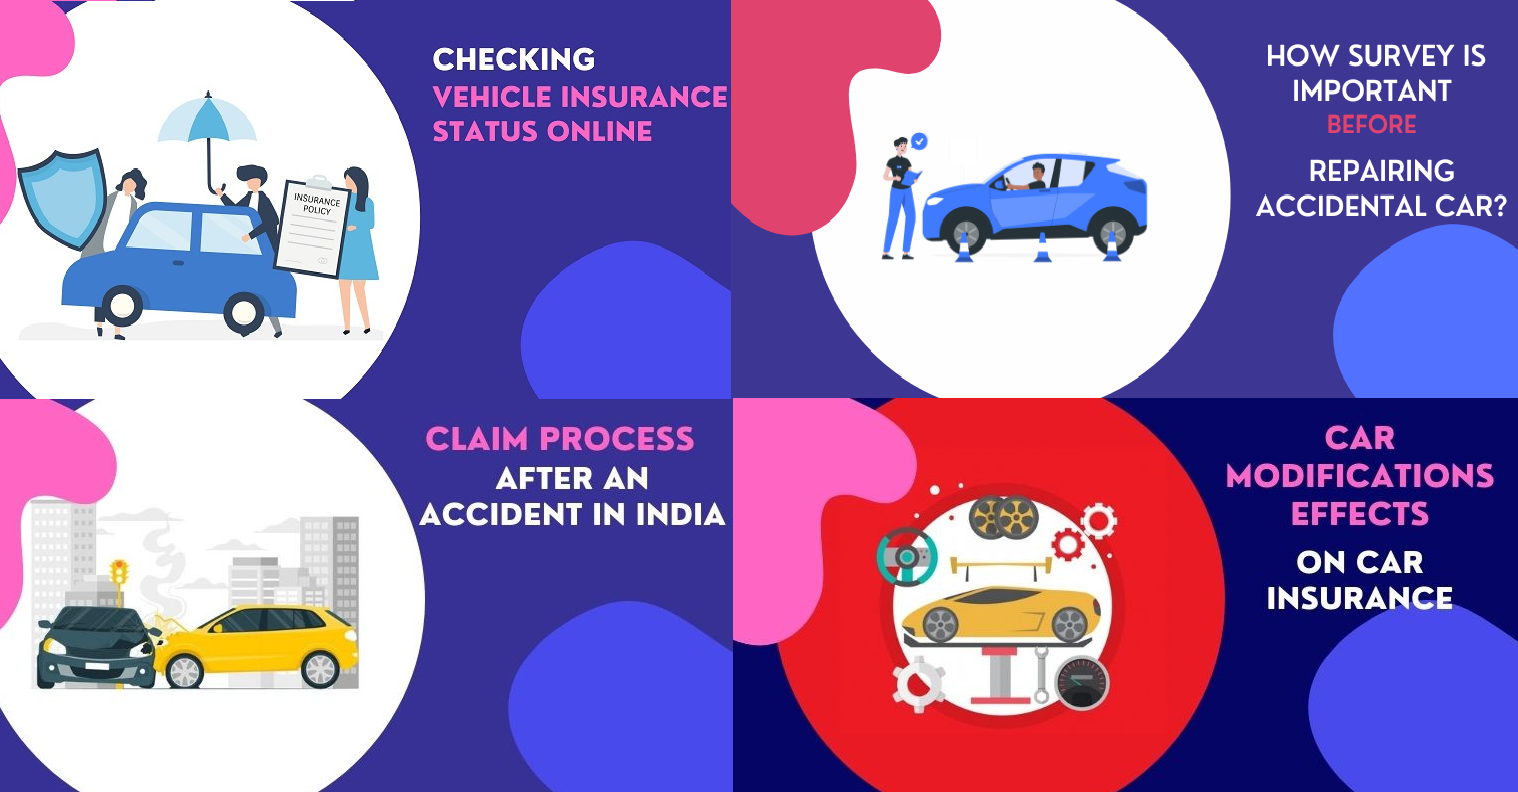 CHECKING
VEHICLE INSURANCE
STATUS ONLINE
INSURANCE
POLICY
HOW SURVEY IS
IMPORTANT
BEFORE
REPAIRING
ACCIDENTAL CAR?
CLAIM PROCESS
AFTER AN
ACCIDENT IN INDIA
CAR
MODIFICATIONS
EFFECTS
ON CAR
INSURANCE